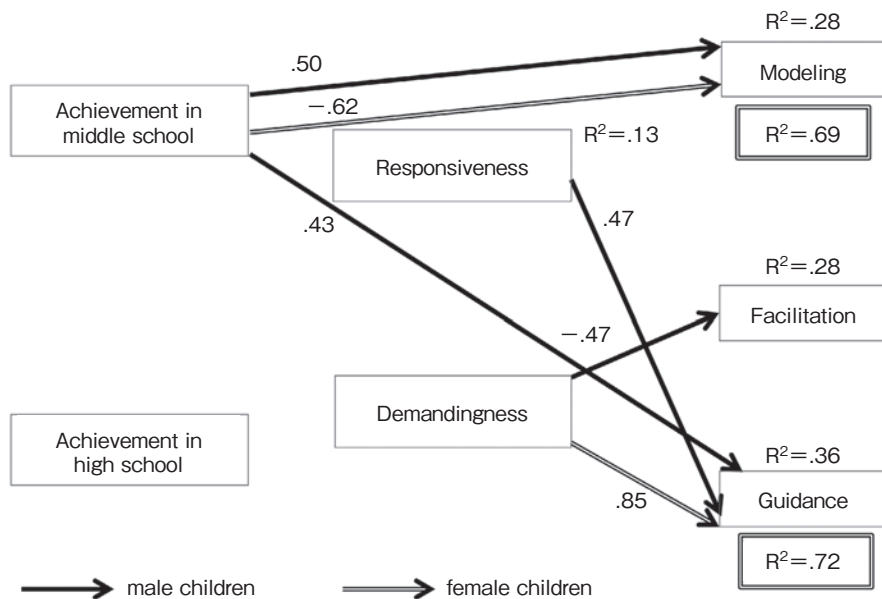 R²=.28
.50
Modeling
Achievement in
middle school
−.62
R²=.69
R²=.13
Responsiveness
.43
.47
R²=.28
Facilitation
−.47
Demandingness
Achievement in
high school
R²=.36
Guidance
.85
R²=.72
male children
female children